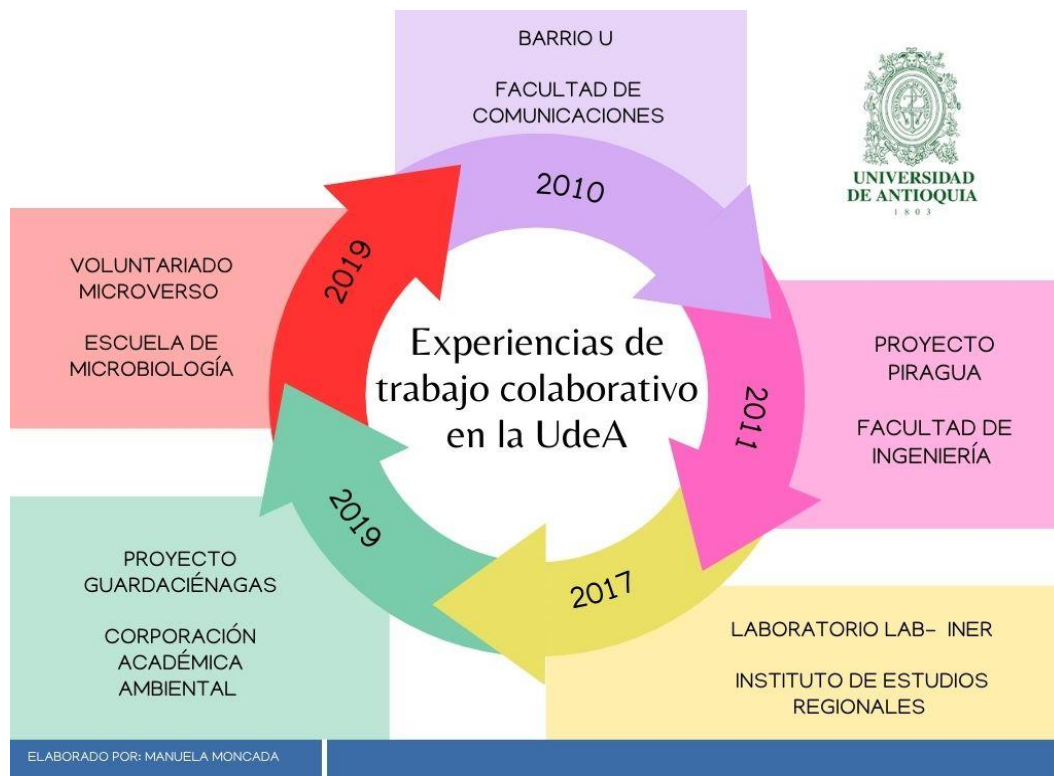 BARRIO U
FACULTAD DE
COMUNICACIONES
UNIVERSIDAD
DE ANTIOQUIA
1803
2010
2019
VOLUNTARIADO
MICROVERSO
ESCUELA DE
MICROBIOLOGÍA
Experiencias de
trabajo colaborativo
en la UdeA
2011
PROYECTO
PIRAGUA
FACULTAD DE
INGENIERÍA
2019
PROYECTO
GUARDACIÉNAGAS
CORPORACIÓN
ACADÉMICA
AMBIENTAL
2017
LABORATORIO LAB- INER
INSTITUTO DE ESTUDIOS
REGIONALES
ELABORADO POR: MANUELA MONCADA